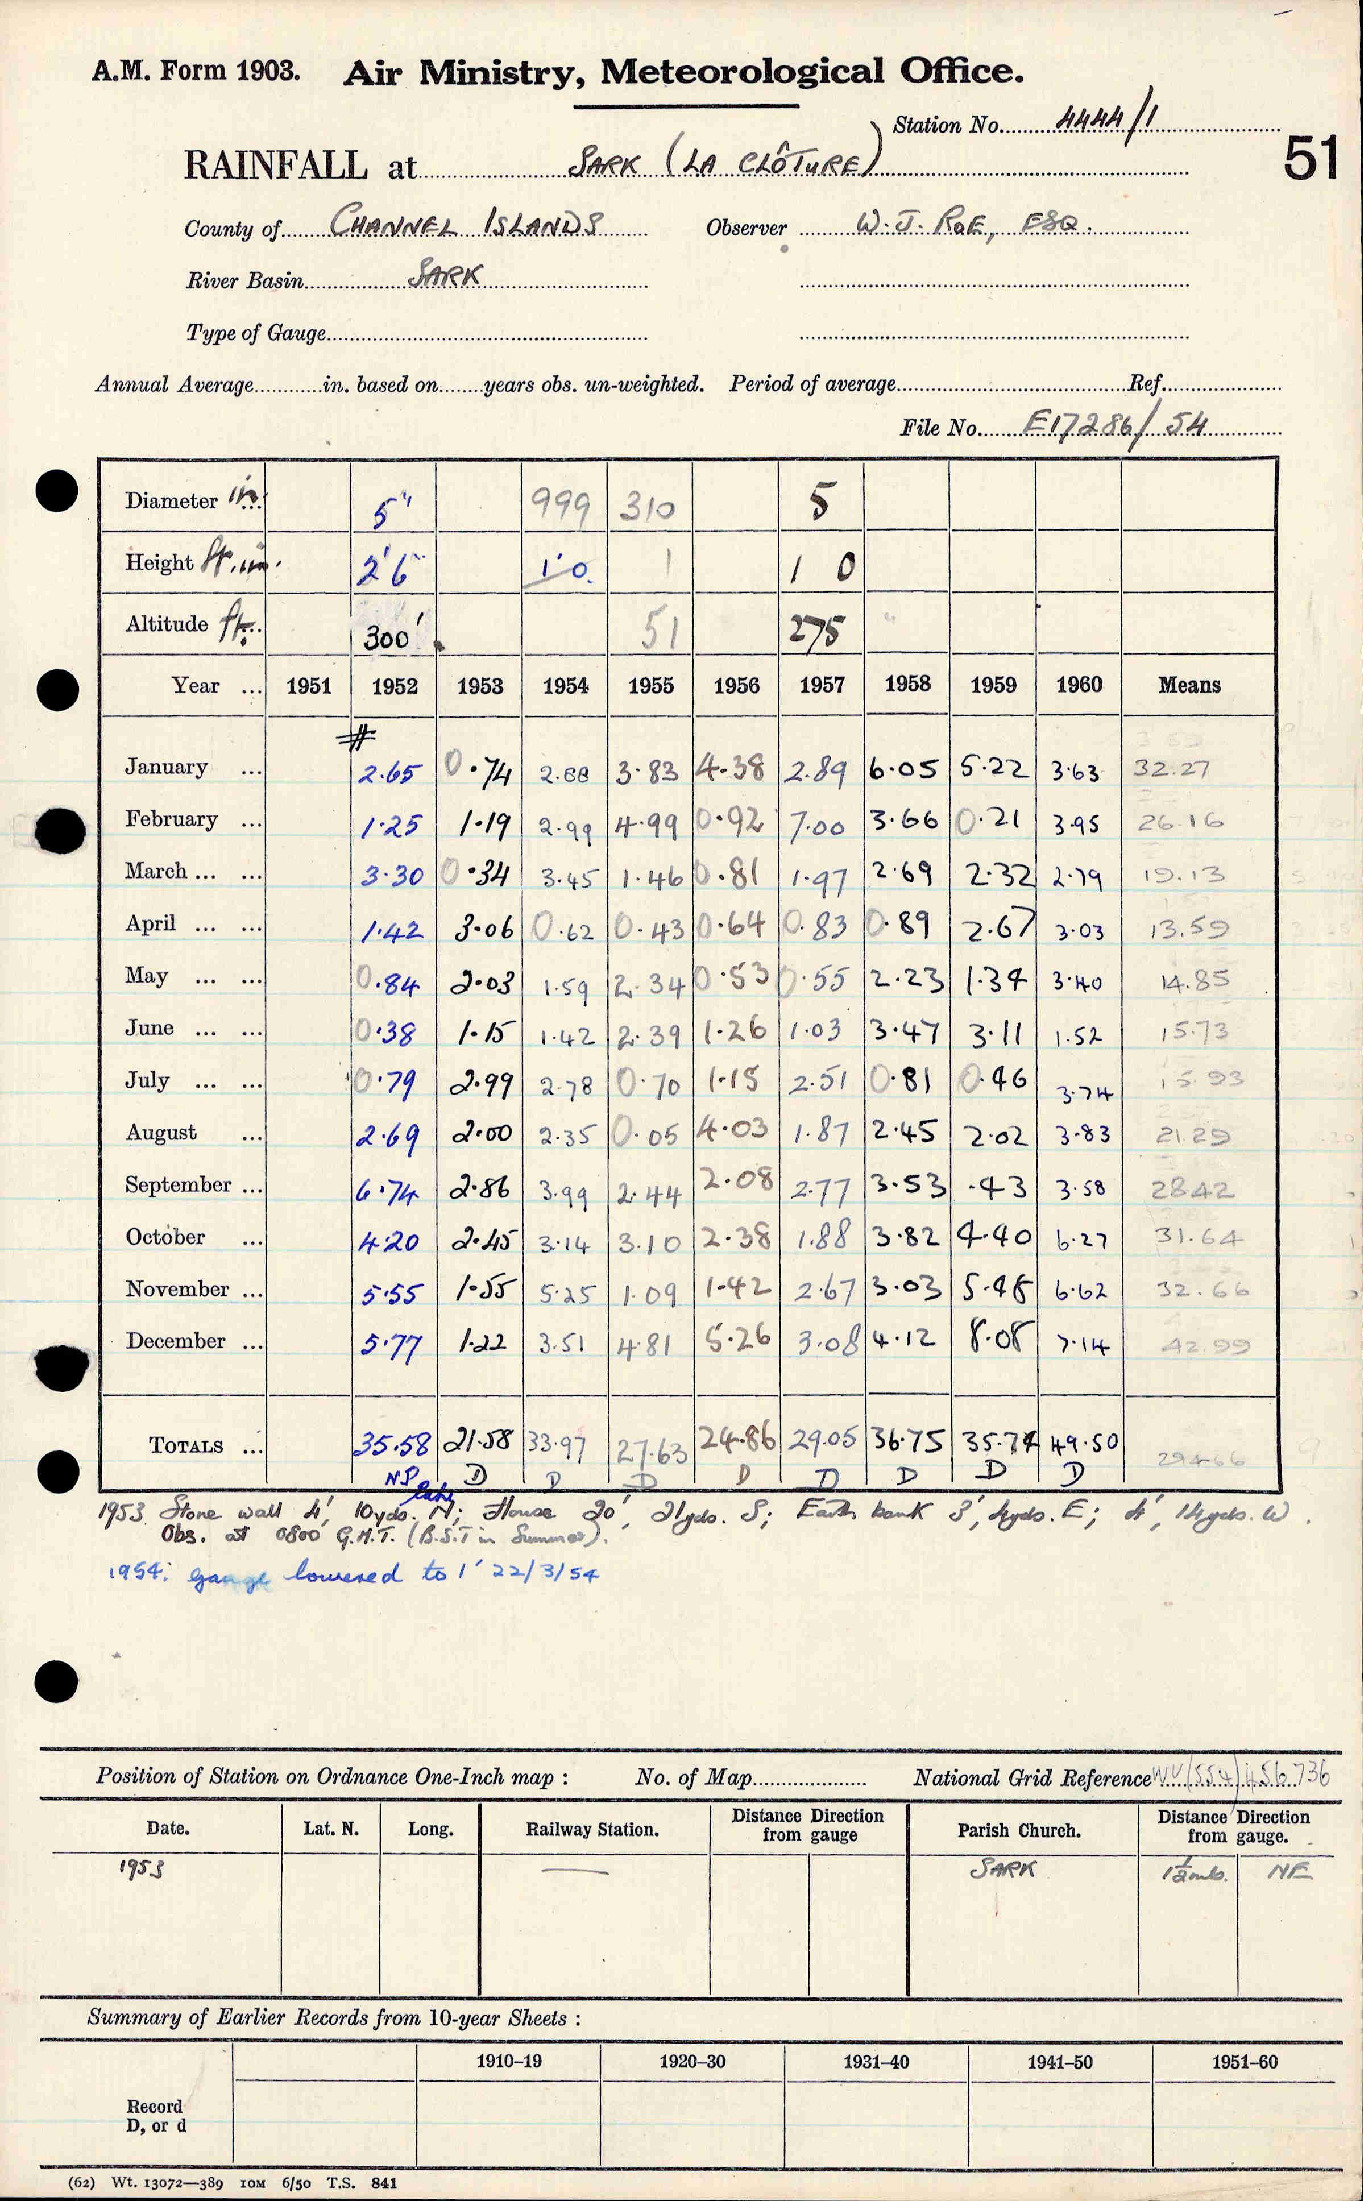 A.M. Form 1903. Air Ministry, Meteorological Office.
Station No. 4444/1
51
RAINFALL at SARK (LA CLÔTURE)
County of CHANNEL ISLANDS Observer W. J. ROE, ESQ.
River Basin SARK
Type of Gauge
Annual Average in. based on years obs. un-weighted. Period of average Ref.
File No. E17286/54
Diameter in. 5" 999 310 5
Height ft. in. 2'6" 1'0. 1 1 0
Altitude ft. 300' 51 275 "
Year ... 1951 1952 1953 1954 1955 1956 1957 1958 1959 1960 Means
January ... 2.65 0.74 2.88 3.83 4.38 2.89 6.05 5.22 3.63 32.27
February ... 1.25 1.19 2.99 4.99 0.92 7.00 3.66 0.21 3.95 26.16
March ... ... 3.30 0.34 3.45 1.46 0.81 1.97 2.69 2.32 2.79 19.13
April ... ... 1.42 3.06 0.62 0.43 0.64 0.83 0.89 2.67 3.03 13.59
May ... ... 0.84 2.03 1.59 2.34 0.53 0.55 2.23 1.34 3.40 14.85
June ... ... 0.38 1.15 1.42 2.39 1.26 1.03 3.47 3.11 1.52 15.73
July ... ... 0.79 2.99 2.78 0.70 1.15 2.51 0.81 0.46 3.74 15.93
August ... 2.69 2.00 2.35 0.05 4.03 1.87 2.45 2.02 3.83 21.29
September ... 6.74 2.86 3.99 2.44 2.08 2.77 3.53 .43 3.58 28.42
October ... 4.20 2.45 3.14 3.10 2.38 1.88 3.82 4.40 6.27 31.64
November ... 5.55 1.55 5.25 1.09 1.42 2.67 3.03 5.48 6.62 32.66
December ... 5.77 1.22 3.51 4.81 5.26 3.08 4.12 8.08 7.14 42.99
TOTALS ... 35.58 21.58 33.97 27.63 24.86 29.05 36.75 35.74 49.50 294.66
NP D D D D D D D D
1953 Stone wall 4', 10yds. N; House 20', 21yds. S; Earth bank 3', 4yds. E; 4', 14yds. W.
Obs. at 0800 G.M.T. (B.S.T in Summer).
1954: gauge lowered to 1' 22/3/54
Position of Station on Ordnance One-Inch map : No. of Map National Grid Reference WV(554)456736
Date. Lat. N. Long. Railway Station. Distance Direction from gauge Parish Church. Distance Direction from gauge.
1953 SARK 1½mls. NE
Summary of Earlier Records from 10-year Sheets :
1910–19 1920–30 1931–40 1941–50 1951–60
Record
D, or d
(62) Wt. 13072—389 10M 6/50 T.S. 841